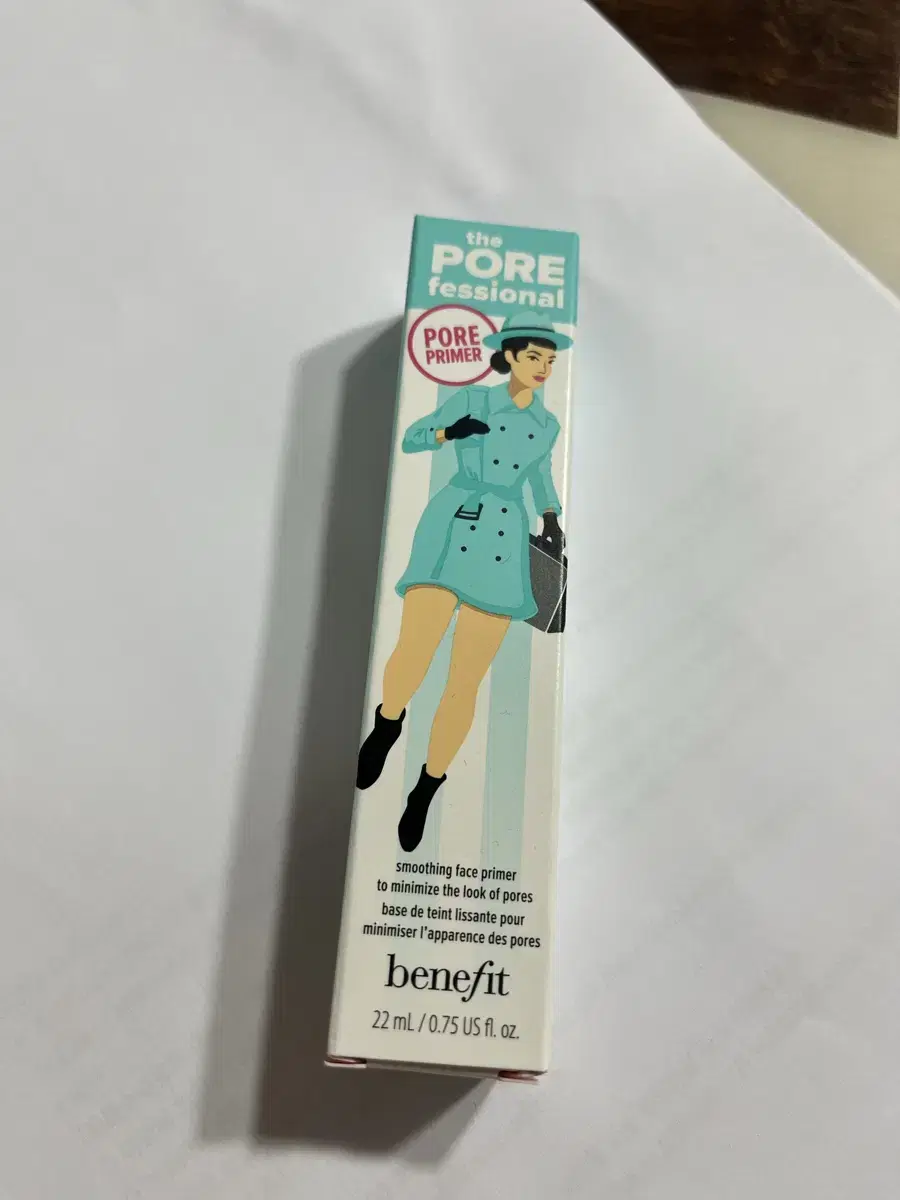 the
PORE
fessional
PORE
PRIMER
smoothing face primer
to minimize the look of pores
base de teint lissante pour
minimiser l'apparence des pores
benefit
22 mL / 0.75 US fl. oz.